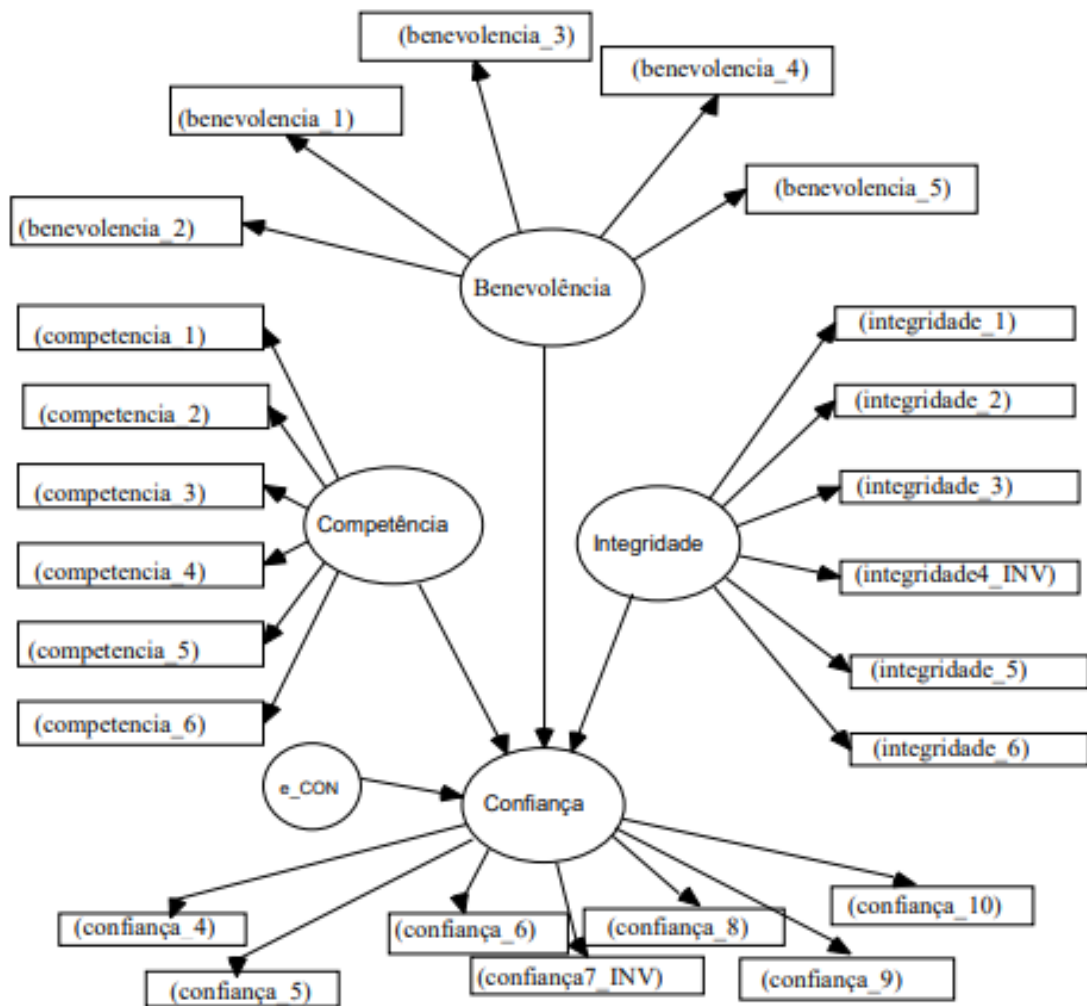 (benevolencia_3)
(benevolencia_4)
(benevolencia_1)
(benevolencia_5)
(benevolencia_2)
Benevolência
(competencia_1)
(integridade_1)
(competencia_2)
(integridade_2)
(competencia_3)
(integridade_3)
Competência
Integridade
(competencia_4)
(integridade4_INV)
(competencia_5)
(integridade_5)
(competencia_6)
(integridade_6)
e_CON
Confiança
(confiança_4)
(confiança_6)
(confiança_8)
(confiança_10)
(confiança_5)
(confiança7_INV)
(confiança_9)